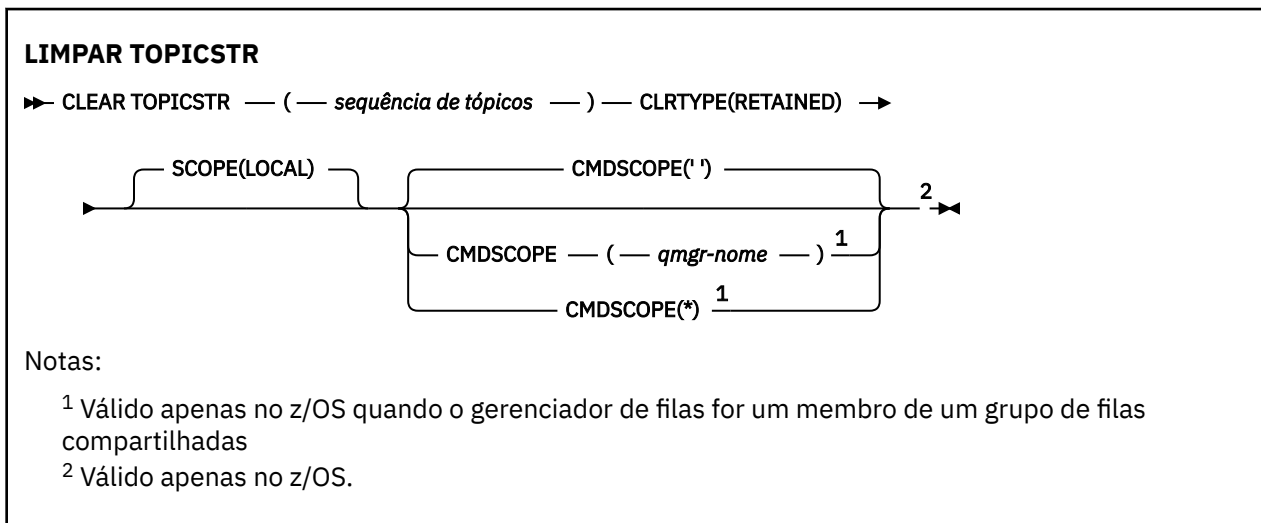 LIMPAR TOPICSTR
CLEAR TOPICSTR ( sequência de tópicos ) CLRTYPE(RETAINED)
SCOPE(LOCAL) CMDSCOPE(' ')
2
CMDSCOPE ( qmgr-nome ) 1
CMDSCOPE(*) 1
Notas:
1 Válido apenas no z/OS quando o gerenciador de filas for um membro de um grupo de filas
compartilhadas
2 Válido apenas no z/OS.